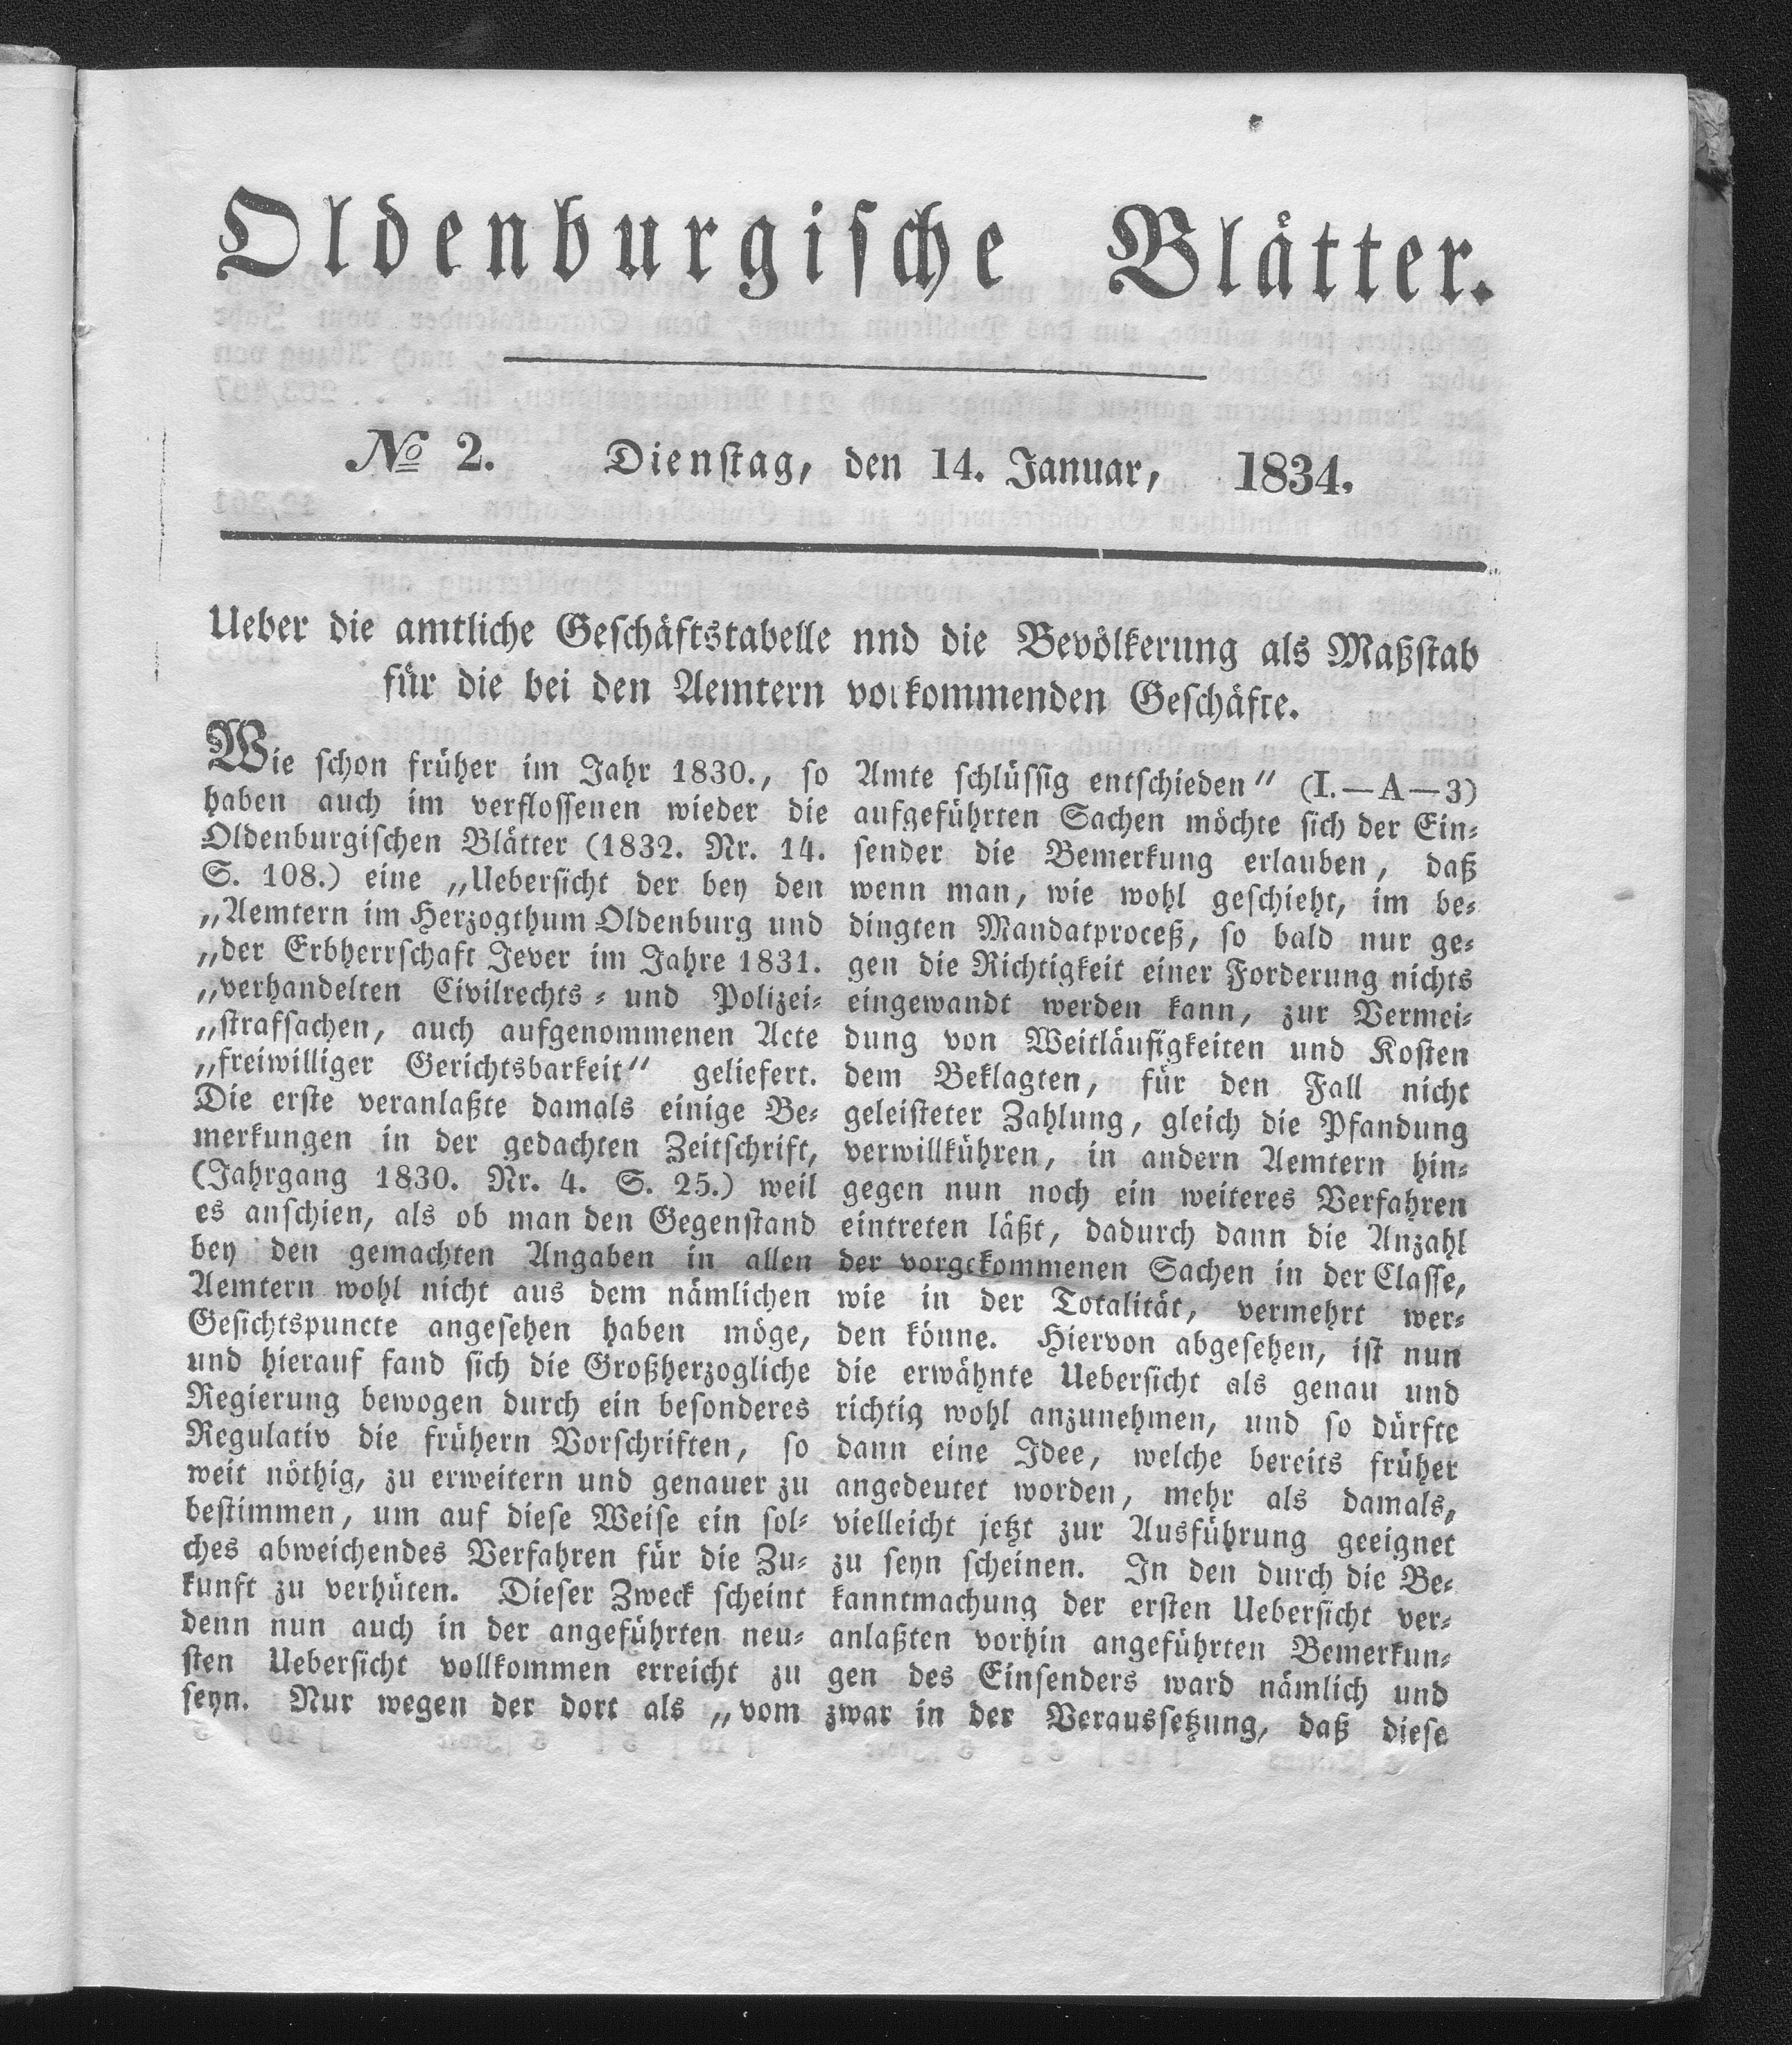 Oldenburgische Blätter.
No 2. Dienstag, den 14. Januar, 1834.
Ueber die amtliche Geschäftstabelle nnd die Bevölkerung als Maßstab
für die bei den Aemtern vorkommenden Geschäfte.
Wie schon früher im Jahr 1830., so
haben auch im verflossenen wieder die
Oldenburgischen Blätter (1832. Nr. 14.
S. 108.) eine „Uebersicht der bey den
„Aemtern im Herzogthum Oldenburg und
„der Erbherrschaft Jever im Jahre 1831.
„verhandelten Civilrechts- und Polizei-
„strafsachen, auch aufgenommenen Acte
„freiwilliger Gerichtsbarkeit“ geliefert.
Die erste veranlaßte damals einige Be-
merkungen in der gedachten Zeitschrift,
(Jahrgang 1830. Nr. 4. S. 25.) weil
es anschien, als ob man den Gegenstand
bey den gemachten Angaben in allen
Aemtern wohl nicht aus dem nämlichen
Gesichtspuncte angesehen haben möge,
und hierauf fand sich die Großherzogliche
Regierung bewogen durch ein besonderes
Regulativ die frühern Vorschriften, so
weit nöthig, zu erweitern und genauer zu
bestimmen, um auf diese Weise ein sol-
ches abweichendes Verfahren für die Zu-
kunft zu verhüten. Dieser Zweck scheint
denn nun auch in der angeführten neu-
sten Uebersicht vollkommen erreicht zu
seyn. Nur wegen der dort als „vom
Amte schlüssig entschieden“ (I.—A—3)
aufgeführten Sachen möchte sich der Ein-
sender die Bemerkung erlauben, daß
wenn man, wie wohl geschieht, im be-
dingten Mandatproceß, so bald nur ge-
gen die Richtigkeit einer Forderung nichts
eingewandt werden kann, zur Vermei-
dung von Weitläufigkeiten und Kosten
dem Beklagten, für den Fall nicht
geleisteter Zahlung, gleich die Pfandung
verwillkühren, in andern Aemtern hin-
gegen nun noch ein weiteres Verfahren
eintreten läßt, dadurch dann die Anzahl
der vorgekommenen Sachen in der Classe,
wie in der Totalität, vermehrt wer-
den könne. Hiervon abgesehen, ist nun
die erwähnte Uebersicht als genau und
richtig wohl anzunehmen, und so dürfte
dann eine Idee, welche bereits früher
angedeutet worden, mehr als damals,
vielleicht jetzt zur Ausführung geeignet
zu seyn scheinen. In den durch die Be-
kanntmachung der ersten Uebersicht ver-
anlaßten vorhin angeführten Bemerkun-
gen des Einsenders ward nämlich und
zwar in der Veraussetzung, daß diese